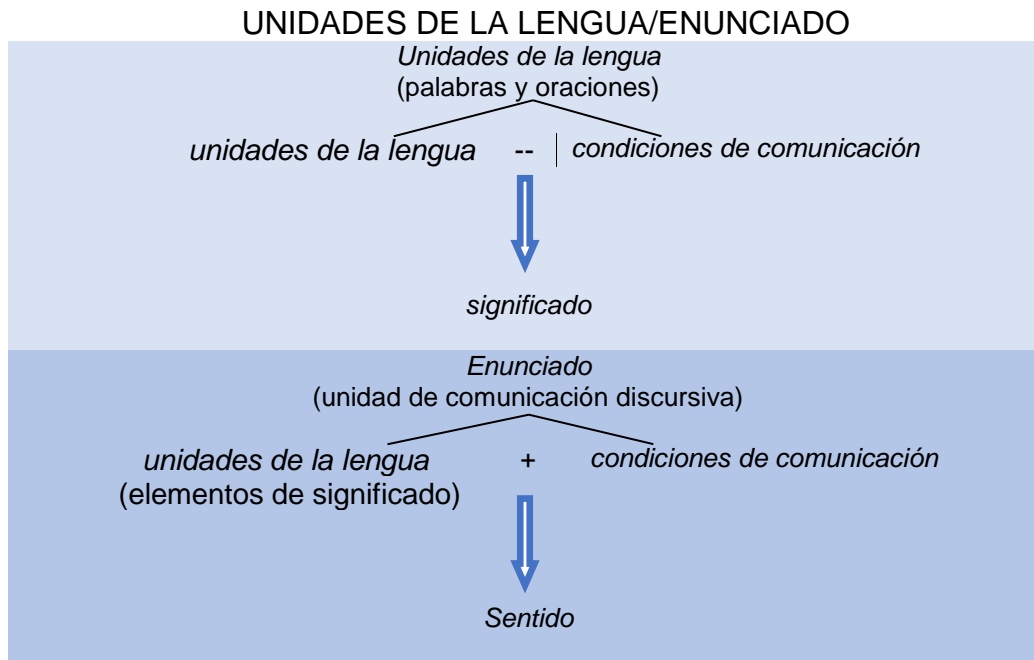 UNIDADES DE LA LENGUA/ENUNCIADO
Unidades de la lengua
(palabras y oraciones)
unidades de la lengua -- | condiciones de comunicación
significado
Enunciado
(unidad de comunicación discursiva)
unidades de la lengua + condiciones de comunicación
(elementos de significado)
Sentido